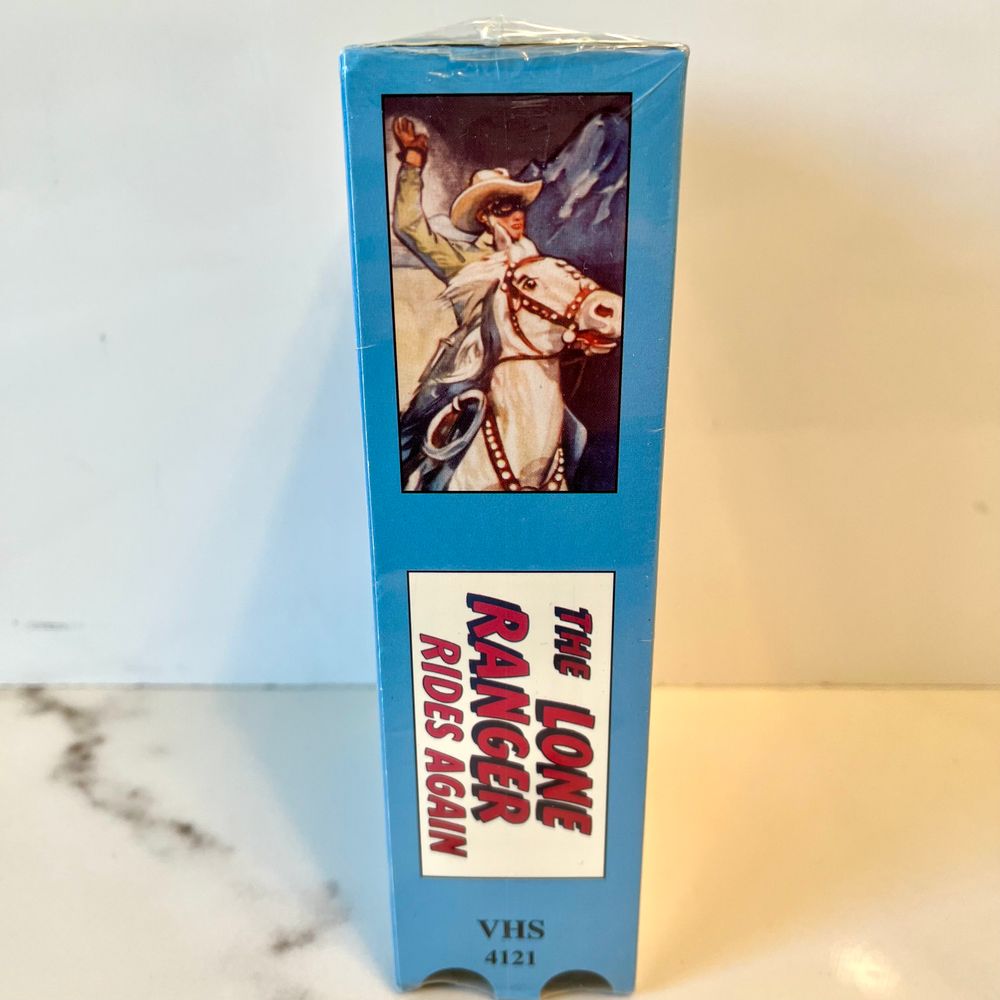 THE LONE
RANGER
RIDES AGAIN
VHS
4121